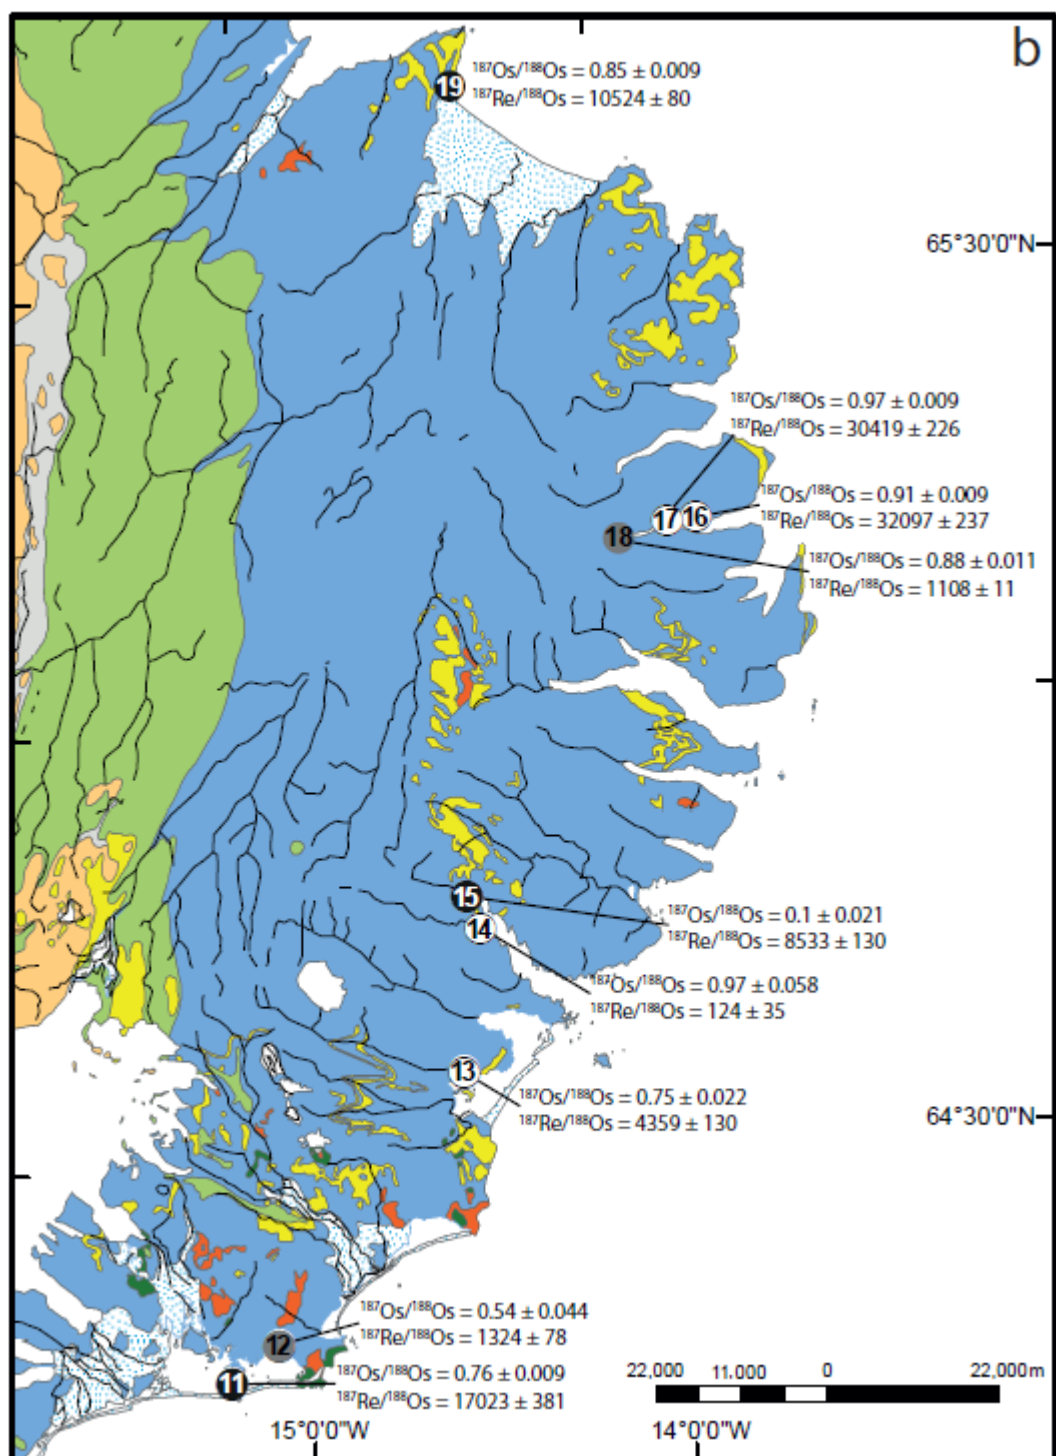 b
19
¹⁸⁷Os/¹⁸⁸Os = 0.85 ± 0.009
¹⁸⁷Re/¹⁸⁸Os = 10524 ± 80
65°30'0"N
¹⁸⁷Os/¹⁸⁸Os = 0.97 ± 0.009
¹⁸⁷Re/¹⁸⁸Os = 30419 ± 226
17 16
¹⁸⁷Os/¹⁸⁸Os = 0.91 ± 0.009
¹⁸⁷Re/¹⁸⁸Os = 32097 ± 237
18
¹⁸⁷Os/¹⁸⁸Os = 0.88 ± 0.011
¹⁸⁷Re/¹⁸⁸Os = 1108 ± 11
15
¹⁸⁷Os/¹⁸⁸Os = 0.1 ± 0.021
¹⁸⁷Re/¹⁸⁸Os = 8533 ± 130
14
¹⁸⁷Os/¹⁸⁸Os = 0.97 ± 0.058
¹⁸⁷Re/¹⁸⁸Os = 124 ± 35
13
¹⁸⁷Os/¹⁸⁸Os = 0.75 ± 0.022
¹⁸⁷Re/¹⁸⁸Os = 4359 ± 130
64°30'0"N
12
¹⁸⁷Os/¹⁸⁸Os = 0.54 ± 0.044
¹⁸⁷Re/¹⁸⁸Os = 1324 ± 78
11
¹⁸⁷Os/¹⁸⁸Os = 0.76 ± 0.009
¹⁸⁷Re/¹⁸⁸Os = 17023 ± 381
22,000 11,000 0 22,000m
15°0'0"W 14°0'0"W